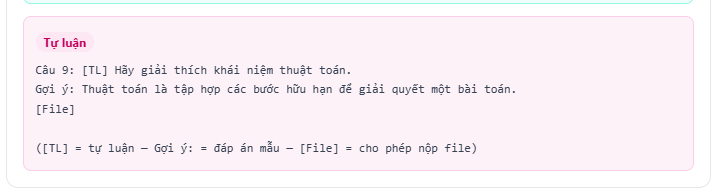 Tự luận
Câu 9: [TL] Hãy giải thích khái niệm thuật toán.
Gợi ý: Thuật toán là tập hợp các bước hữu hạn để giải quyết một bài toán.
[File]
([TL] = tự luận — Gợi ý: = đáp án mẫu — [File] = cho phép nộp file)